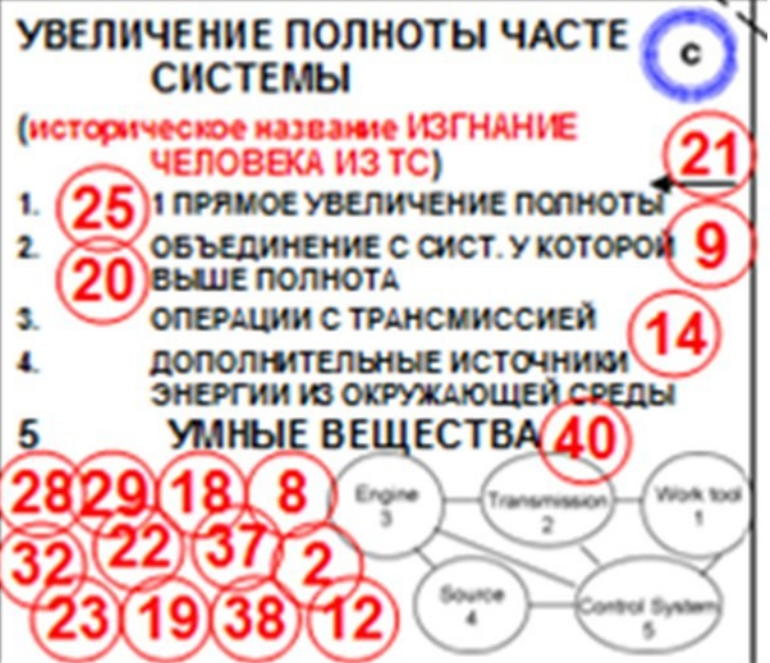 УВЕЛИЧЕНИЕ ПОЛНОТЫ ЧАСТЕ
СИСТЕМЫ
с
(историческое название ИЗГНАНИЕ
ЧЕЛОВЕКА ИЗ ТС)
21
1. 25 1 ПРЯМОЕ УВЕЛИЧЕНИЕ ПОЛНОТЫ
2. ОБЪЕДИНЕНИЕ С СИСТ. У КОТОРОЙ 9
20 ВЫШЕ ПОЛНОТА
3. ОПЕРАЦИИ С ТРАНСМИССИЕЙ 14
4. ДОПОЛНИТЕЛЬНЫЕ ИСТОЧНИКИ
ЭНЕРГИИ ИЗ ОКРУЖАЮЩЕЙ СРЕДЫ
5 УМНЫЕ ВЕЩЕСТВА 40
28 29 18 8
32 22 37 2
23 19 38 12
Engine
3
Transmission
2
Work tool
1
Source
4
Control System
5